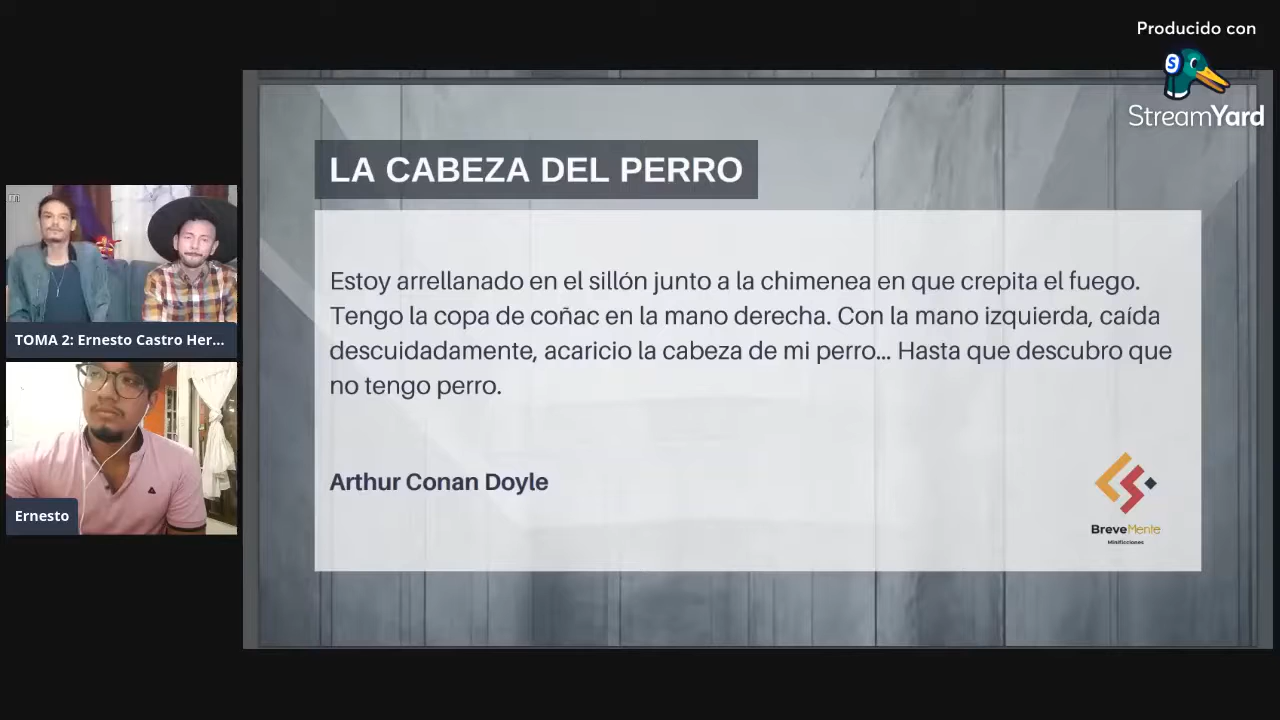 Producido con
S
StreamYard
LA CABEZA DEL PERRO
Estoy arrellanado en el sillón junto a la chimenea en que crepita el fuego.
Tengo la copa de coñac en la mano derecha. Con la mano izquierda, caída
descuidadamente, acaricio la cabeza de mi perro... Hasta que descubro que
no tengo perro.
Arthur Conan Doyle
BreveMente
Minificciones
TOMA 2: Ernesto Castro Her...
Ernesto